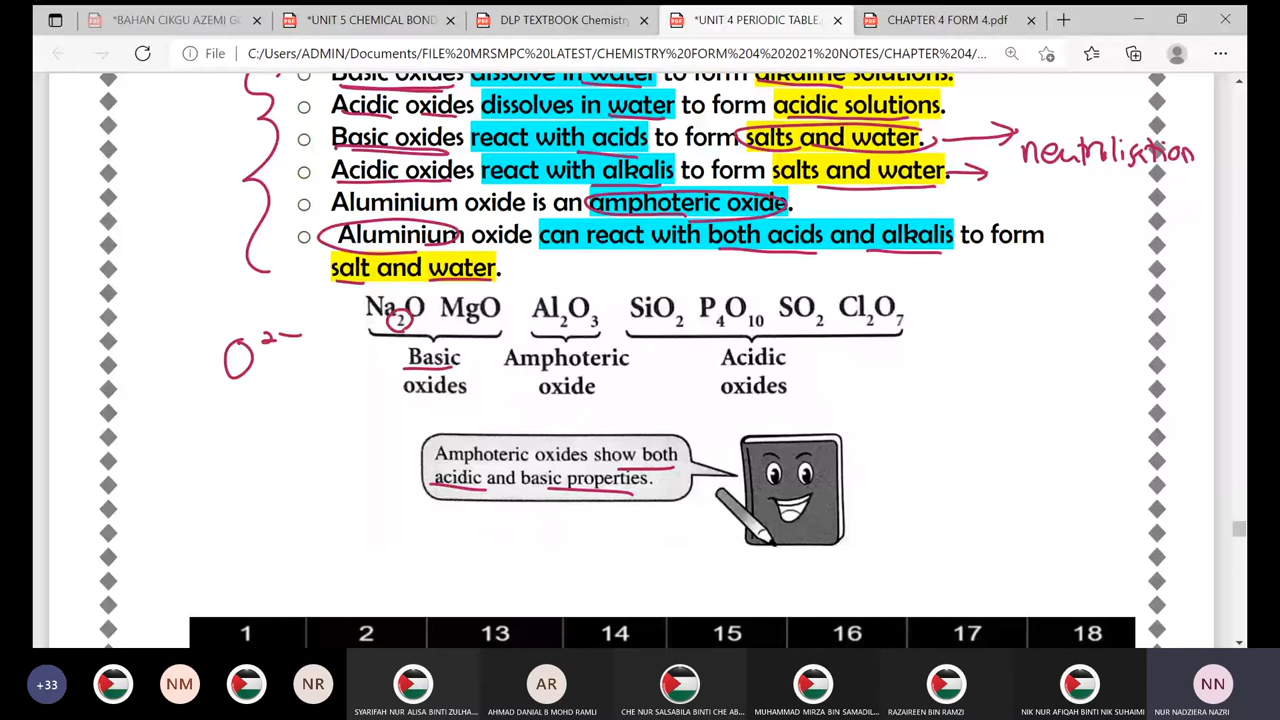 *BAHAN CIKGU AZEMI G
*UNIT 5 CHEMICAL BOND
DLP TEXTBOOK Chemistry
*UNIT 4 PERIODIC TABLE
CHAPTER 4 FORM 4.pdf
File
C:/Users/ADMIN/Documents/FILE%20MRSMPC%20LATEST/CHEMISTRY%20FORM%204%202021%20NOTES/CHAPTER%204/...
Basic oxides dissolve in water to form alkaline solutions.
Acidic oxides dissolves in water to form acidic solutions.
Basic oxides react with acids to form salts and water.
neutralisation
Acidic oxides react with alkalis to form salts and water.
Aluminium oxide is an amphoteric oxide.
Aluminium oxide can react with both acids and alkalis to form
salt and water.
Na₂O MgO Al₂O₃ SiO₂ P₄O₁₀ SO₂ Cl₂O₇
O²⁻
Basic oxides
Amphoteric oxide
Acidic oxides
Amphoteric oxides show both
acidic and basic properties.
1 2 13 14 15 16 17 18
+33
NM
NR
AR
NN
SYARIFAH NUR ALISA BINTI ZULHA...
AHMAD DANIAL B MOHD RAMLI
CHE NUR SALSABILA BINTI CHE AB...
MUHAMMAD MIRZA BIN SAMADIL...
RAZAIREEN BIN RAMZI
NIK NUR AFIQAH BINTI NIK SUHAIMI
NUR NADZIERA NAZRI